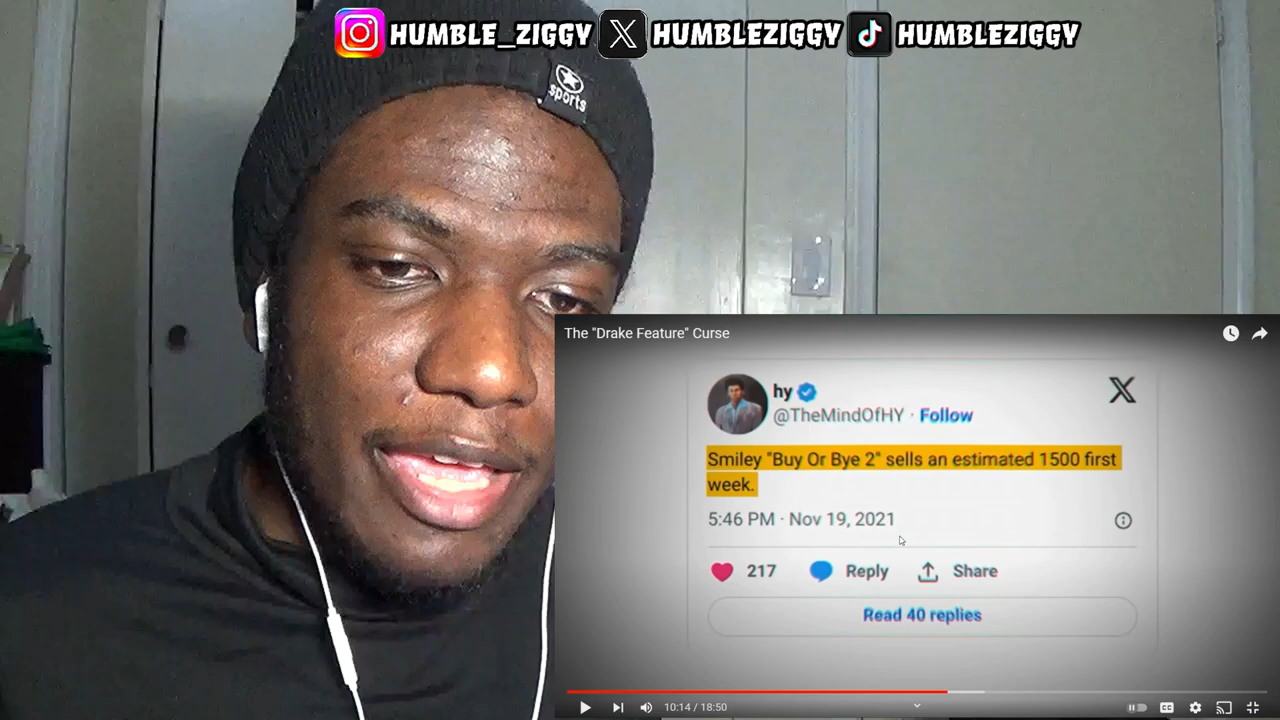 HUMBLE_ZIGGY HUMBLEZIGGY HUMBLEZIGGY
sports
The "Drake Feature" Curse
hy
@TheMindOfHY · Follow
Smiley "Buy Or Bye 2" sells an estimated 1500 first
week.
5:46 PM · Nov 19, 2021
217 Reply Share
Read 40 replies
10:14 / 18:50